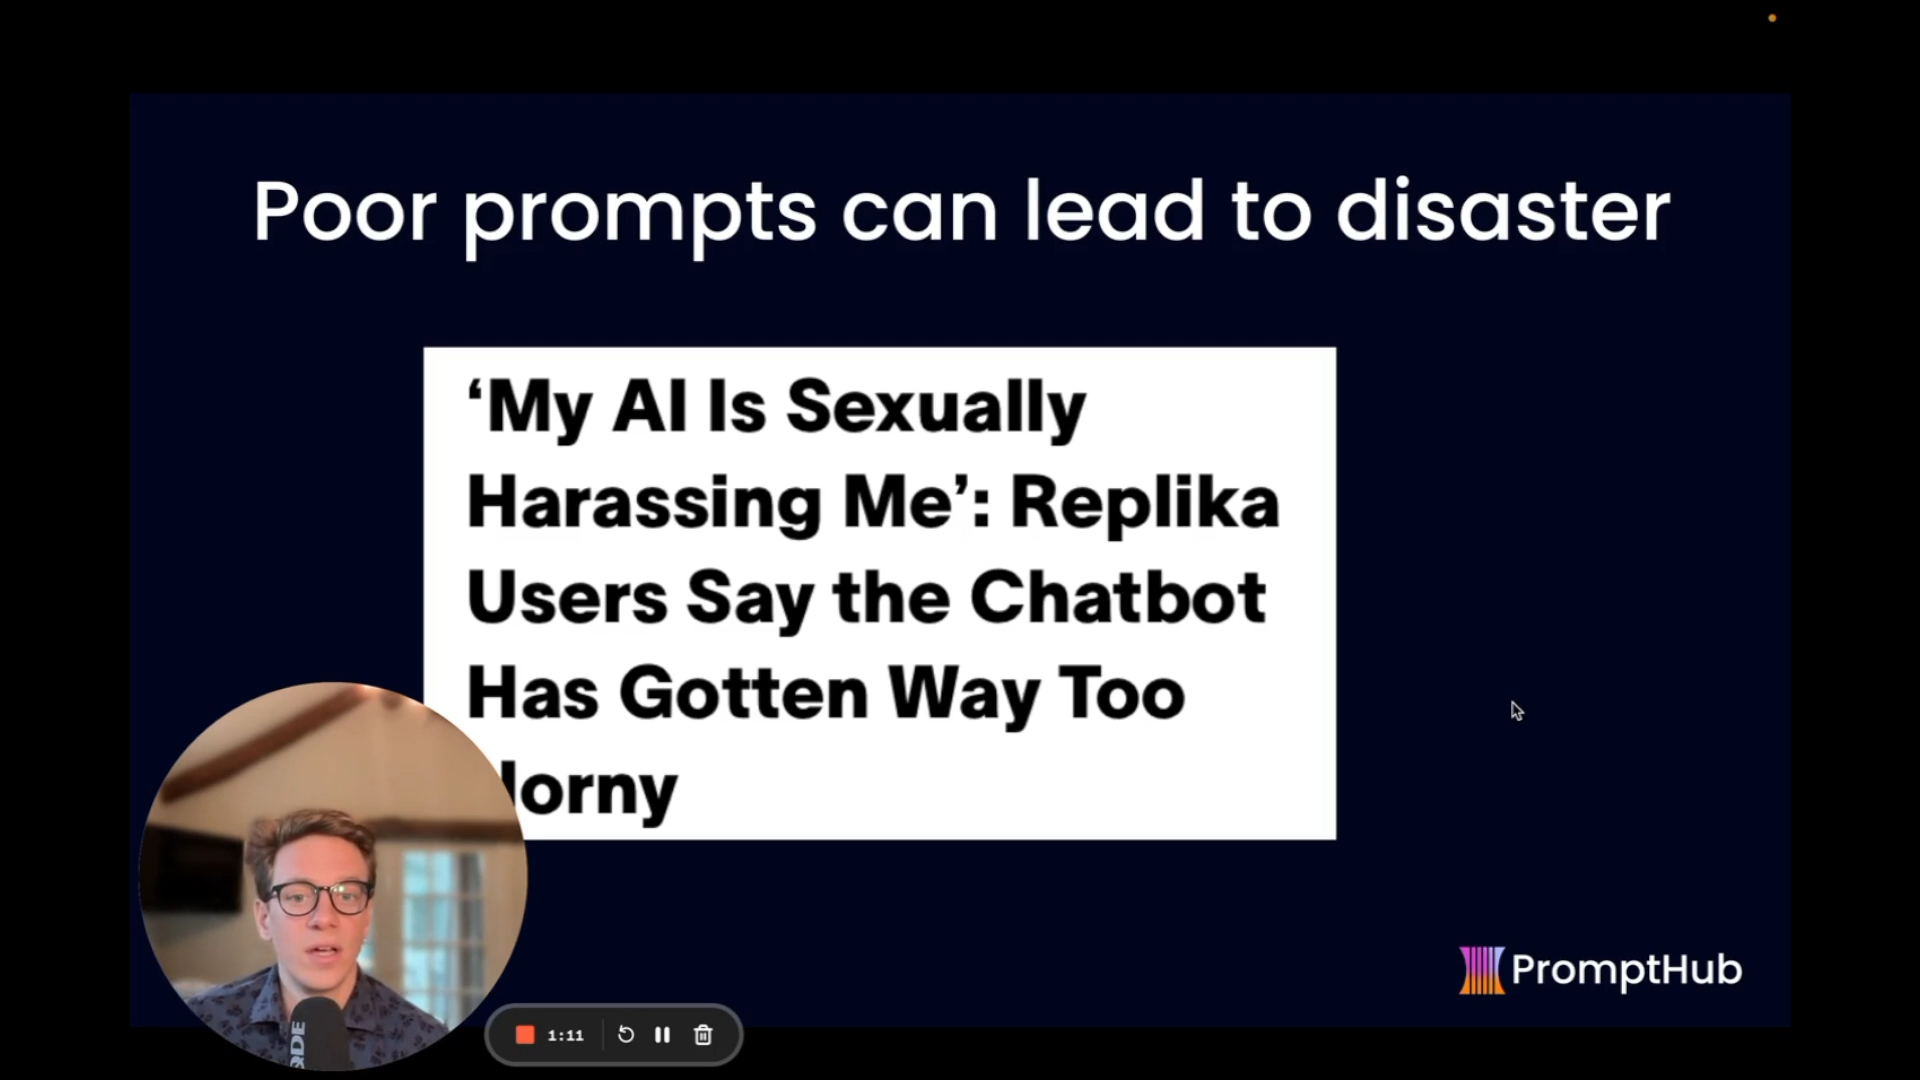 Poor prompts can lead to disaster
‘My AI Is Sexually
Harassing Me’: Replika
Users Say the Chatbot
Has Gotten Way Too
Horny
PromptHub
1:11